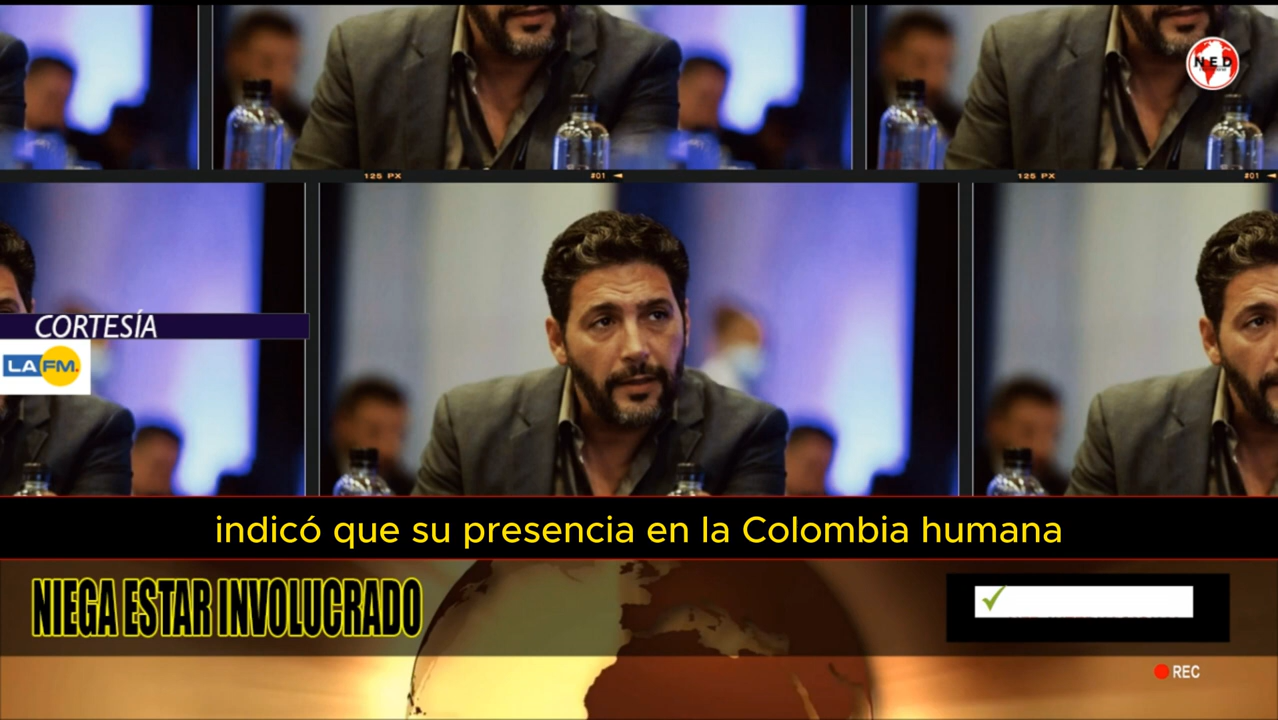 NED
125 PX
#01
125 PX
#01
CORTESÍA
LA FM.
indicó que su presencia en la Colombia humana
NIEGA ESTAR INVOLUCRADO
REC